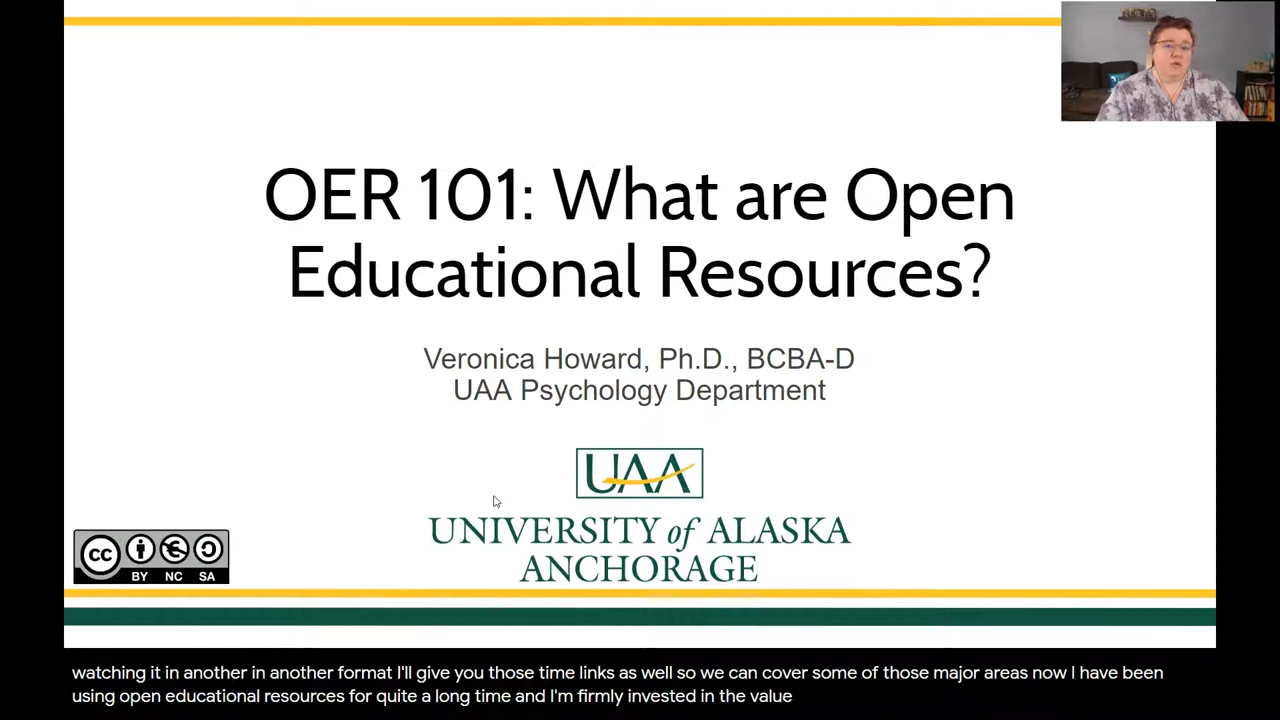 OER 101: What are Open
Educational Resources?
Veronica Howard, Ph.D., BCBA-D
UAA Psychology Department
UAA
UNIVERSITY of ALASKA
ANCHORAGE
cc
BY NC SA
watching it in another in another format I'll give you those time links as well so we can cover some of those major areas now I have been
using open educational resources for quite a long time and I'm firmly invested in the value